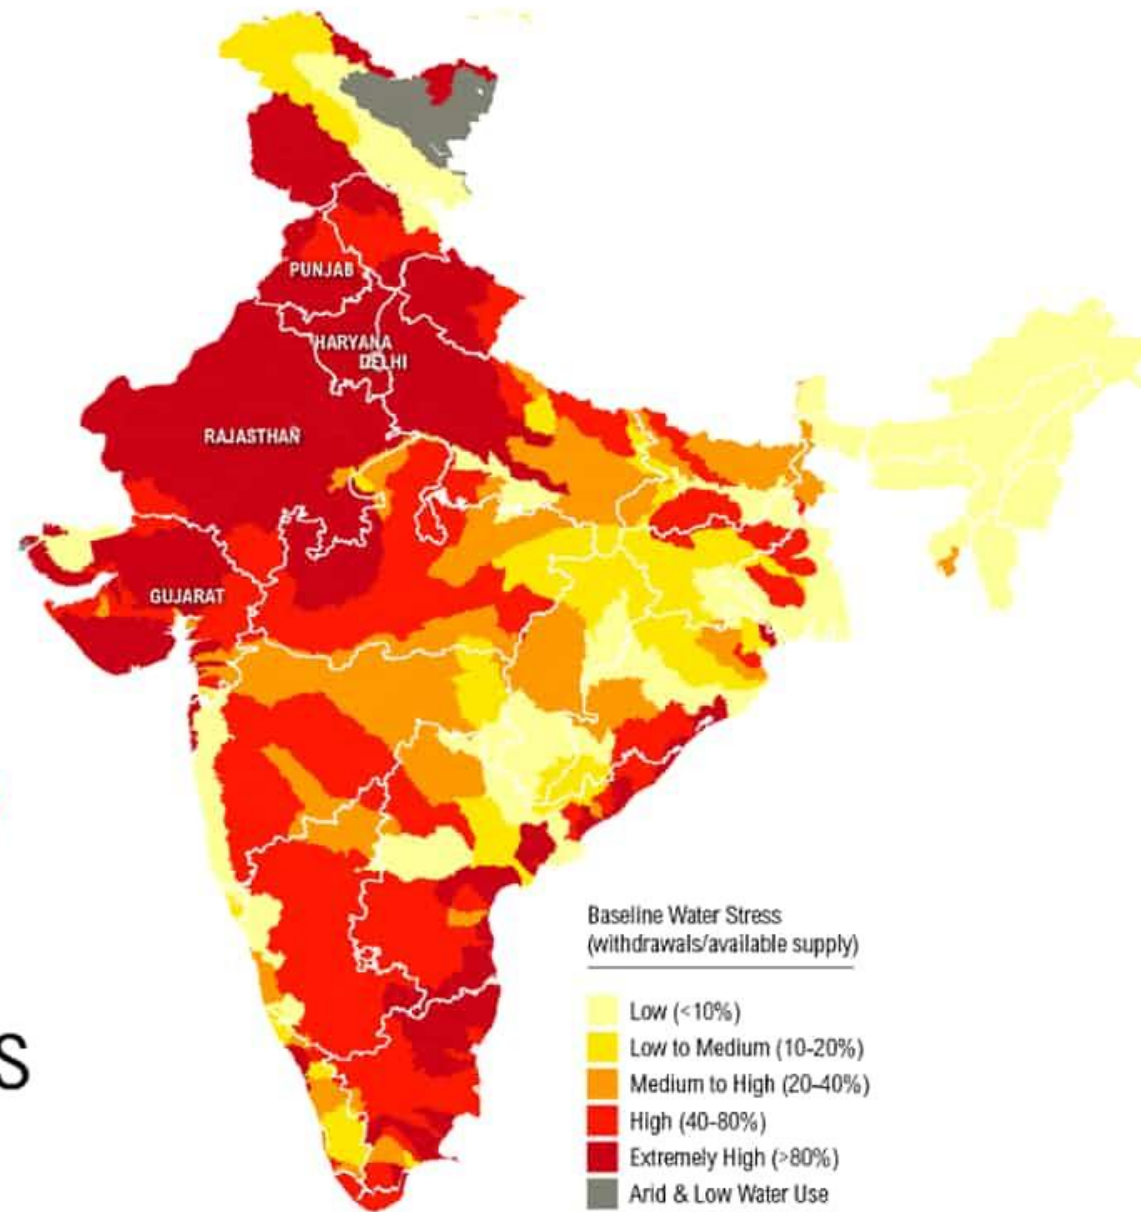 PUNJAB
HARYANA
DELHI
RAJASTHAN
GUJARAT
S
Baseline Water Stress
(withdrawals/available supply)
Low (<10%)
Low to Medium (10-20%)
Medium to High (20-40%)
High (40-80%)
Extremely High (>80%)
Arid & Low Water Use